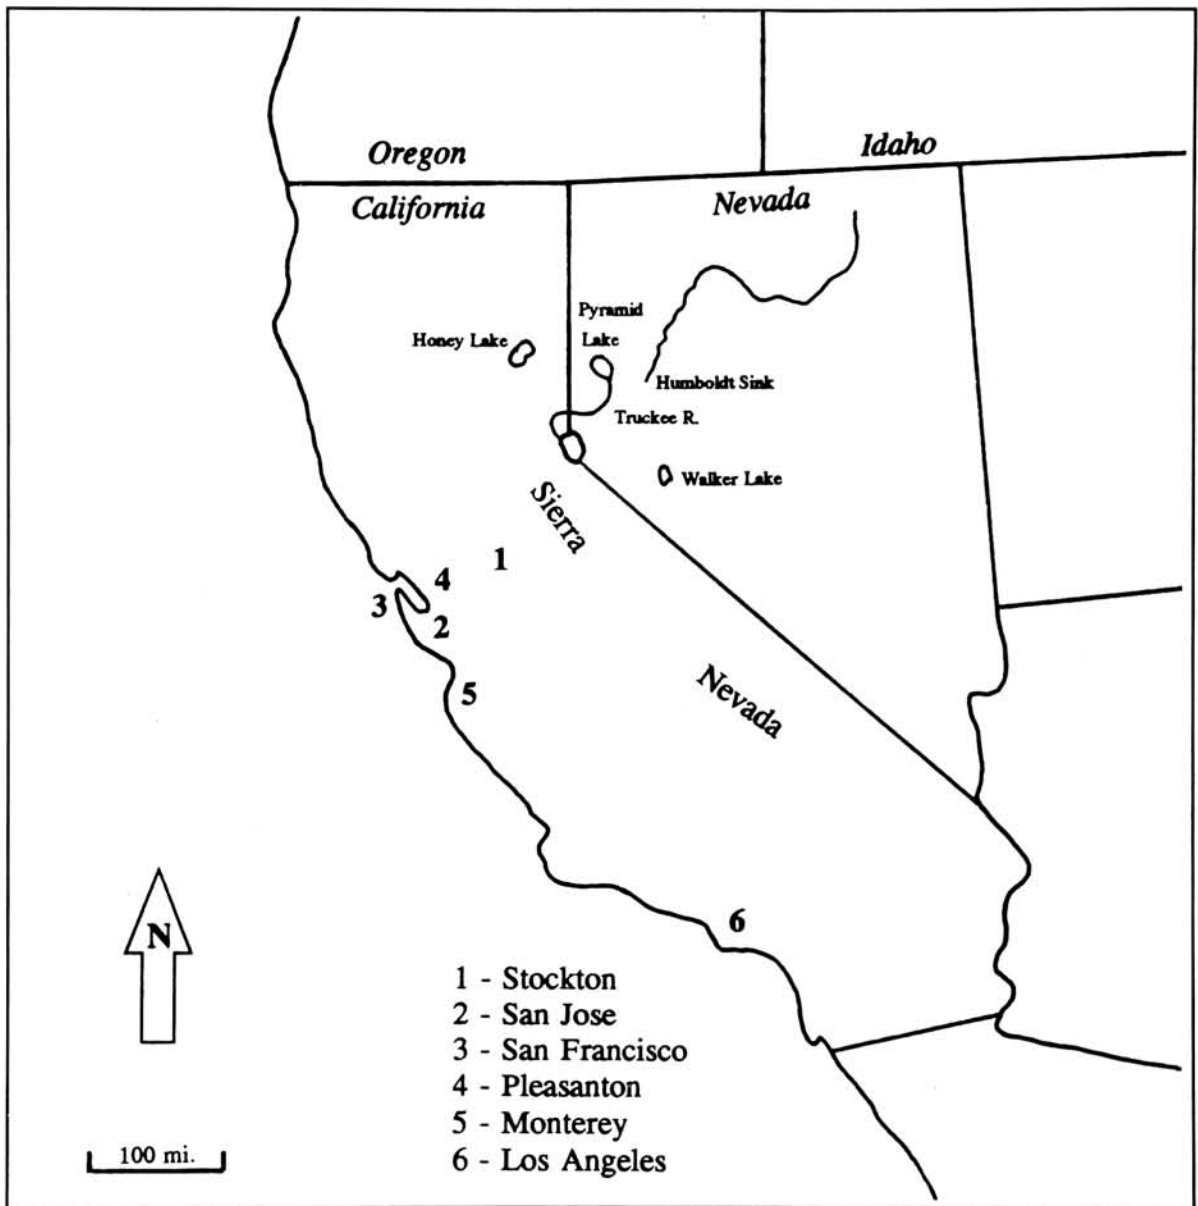 Oregon
Idaho
California
Nevada
Pyramid
Lake
Honey Lake
Humboldt Sink
Truckee R.
Walker Lake
Sierra
Nevada
1
4
3
2
5
6
N
1 - Stockton
2 - San Jose
3 - San Francisco
4 - Pleasanton
5 - Monterey
6 - Los Angeles
100 mi.